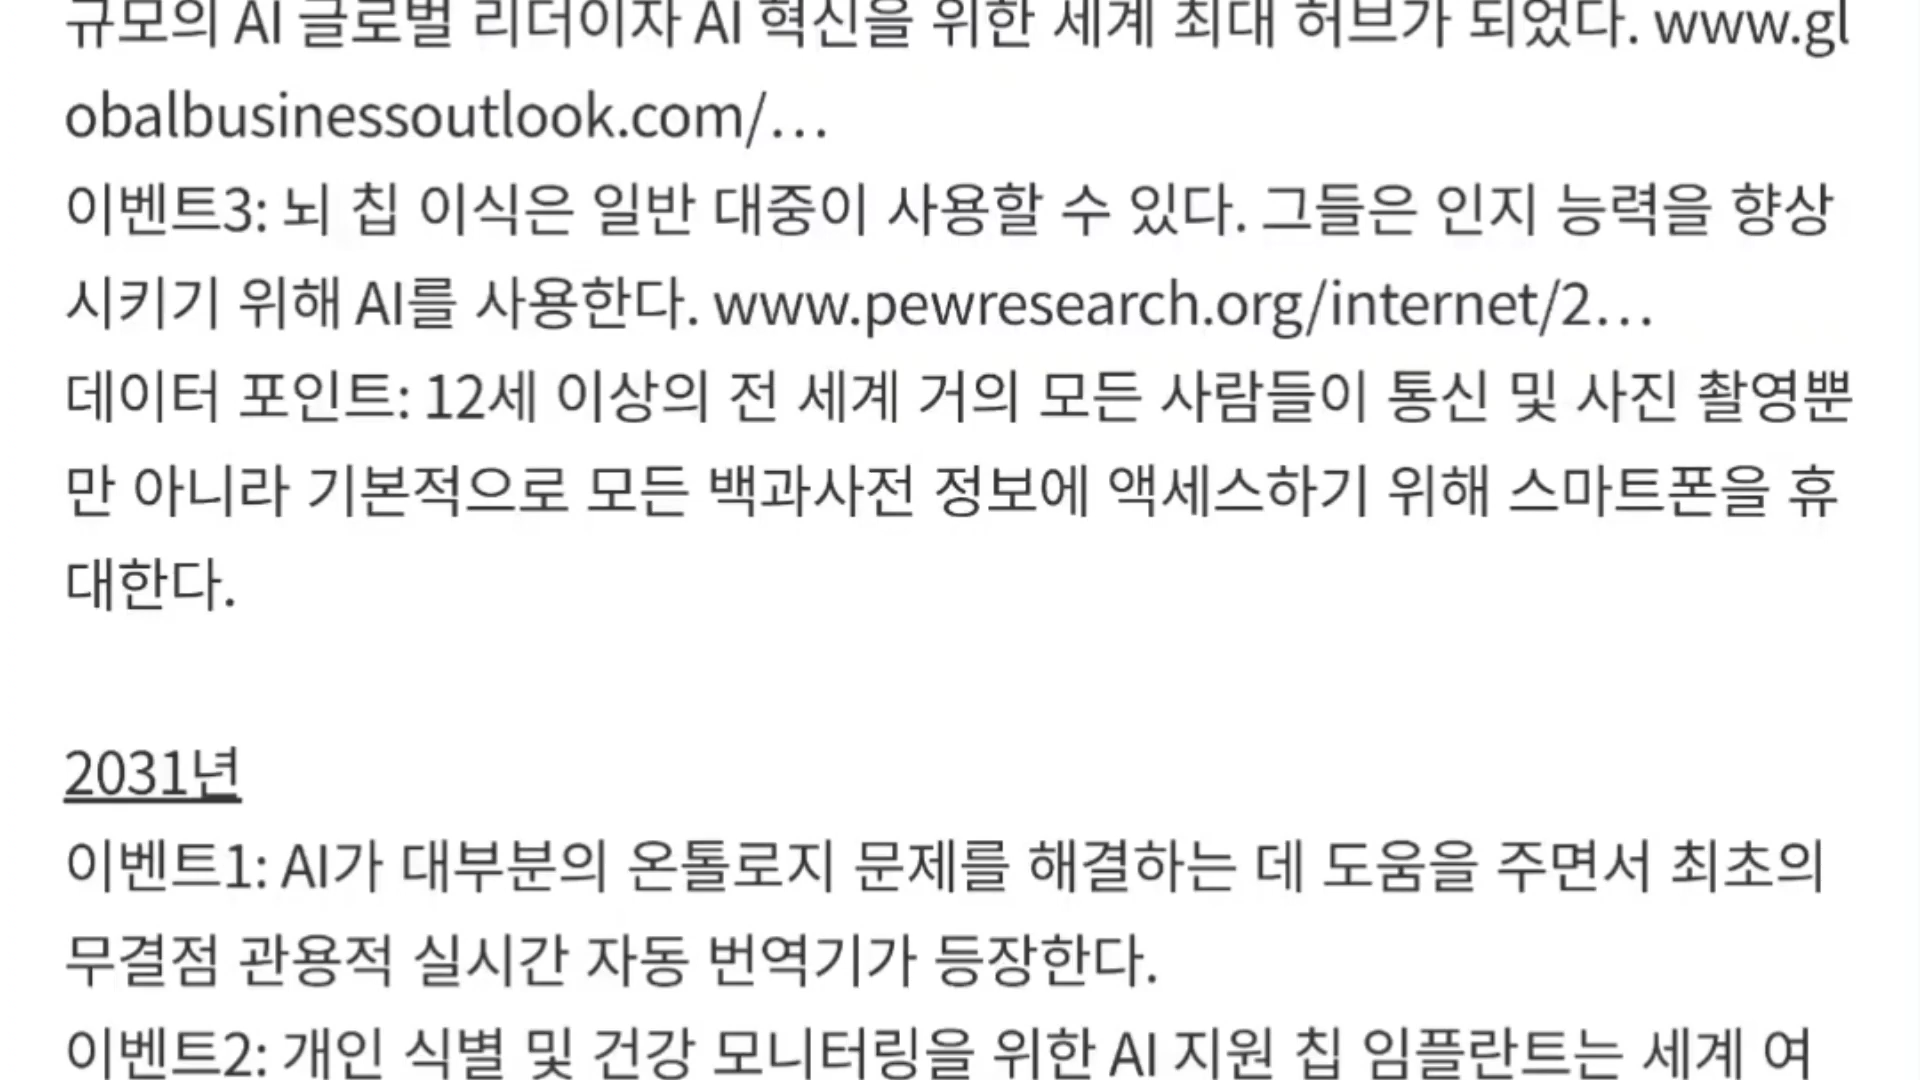 규모의 AI 글로벌 리더이자 AI 혁신을 위한 세계 최대 허브가 되었다. www.gl
obalbusinessoutlook.com/…
이벤트3: 뇌 칩 이식은 일반 대중이 사용할 수 있다. 그들은 인지 능력을 향상
시키기 위해 AI를 사용한다. www.pewresearch.org/internet/2…
데이터 포인트: 12세 이상의 전 세계 거의 모든 사람들이 통신 및 사진 촬영뿐
만 아니라 기본적으로 모든 백과사전 정보에 액세스하기 위해 스마트폰을 휴
대한다.
2031년
이벤트1: AI가 대부분의 온톨로지 문제를 해결하는 데 도움을 주면서 최초의
무결점 관용적 실시간 자동 번역기가 등장한다.
이벤트2: 개인 식별 및 건강 모니터링을 위한 AI 지원 칩 임플란트는 세계 여